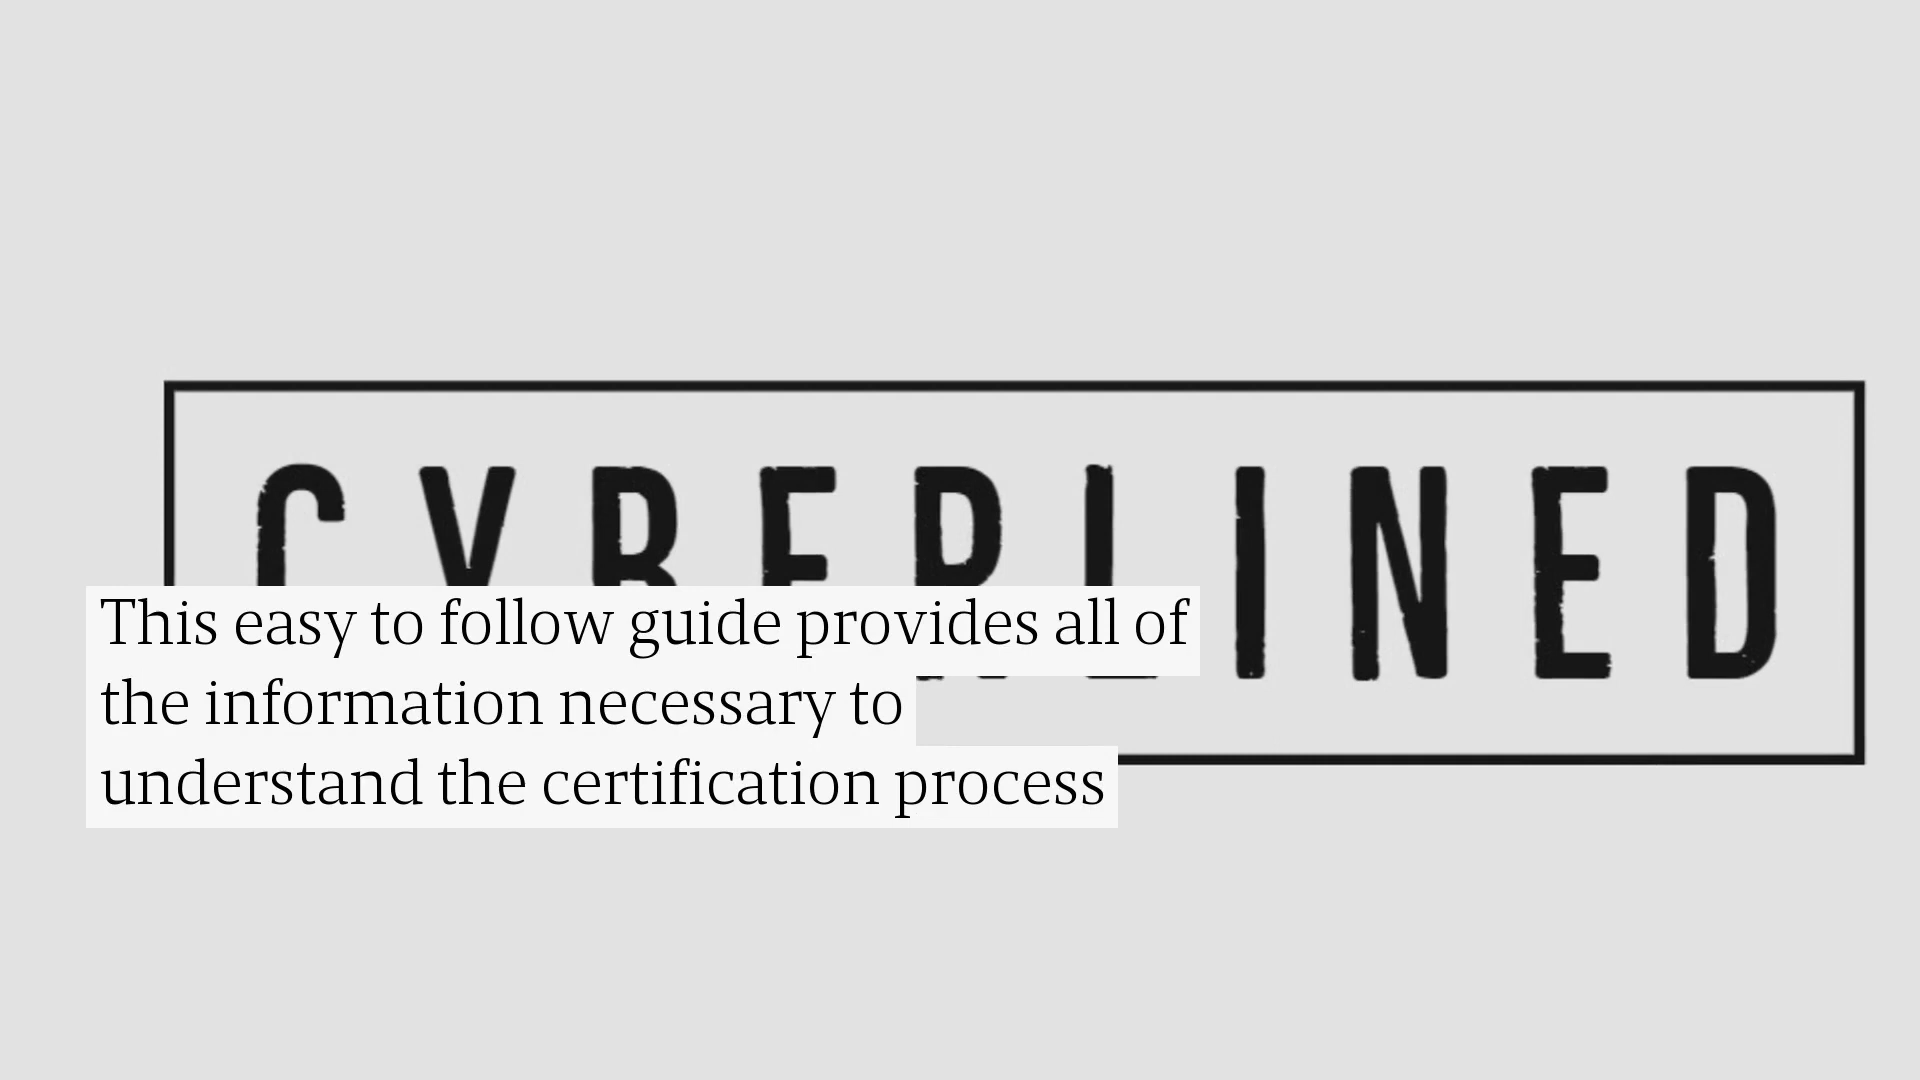 CYBERLINED
This easy to follow guide provides all of
the information necessary to
understand the certification process